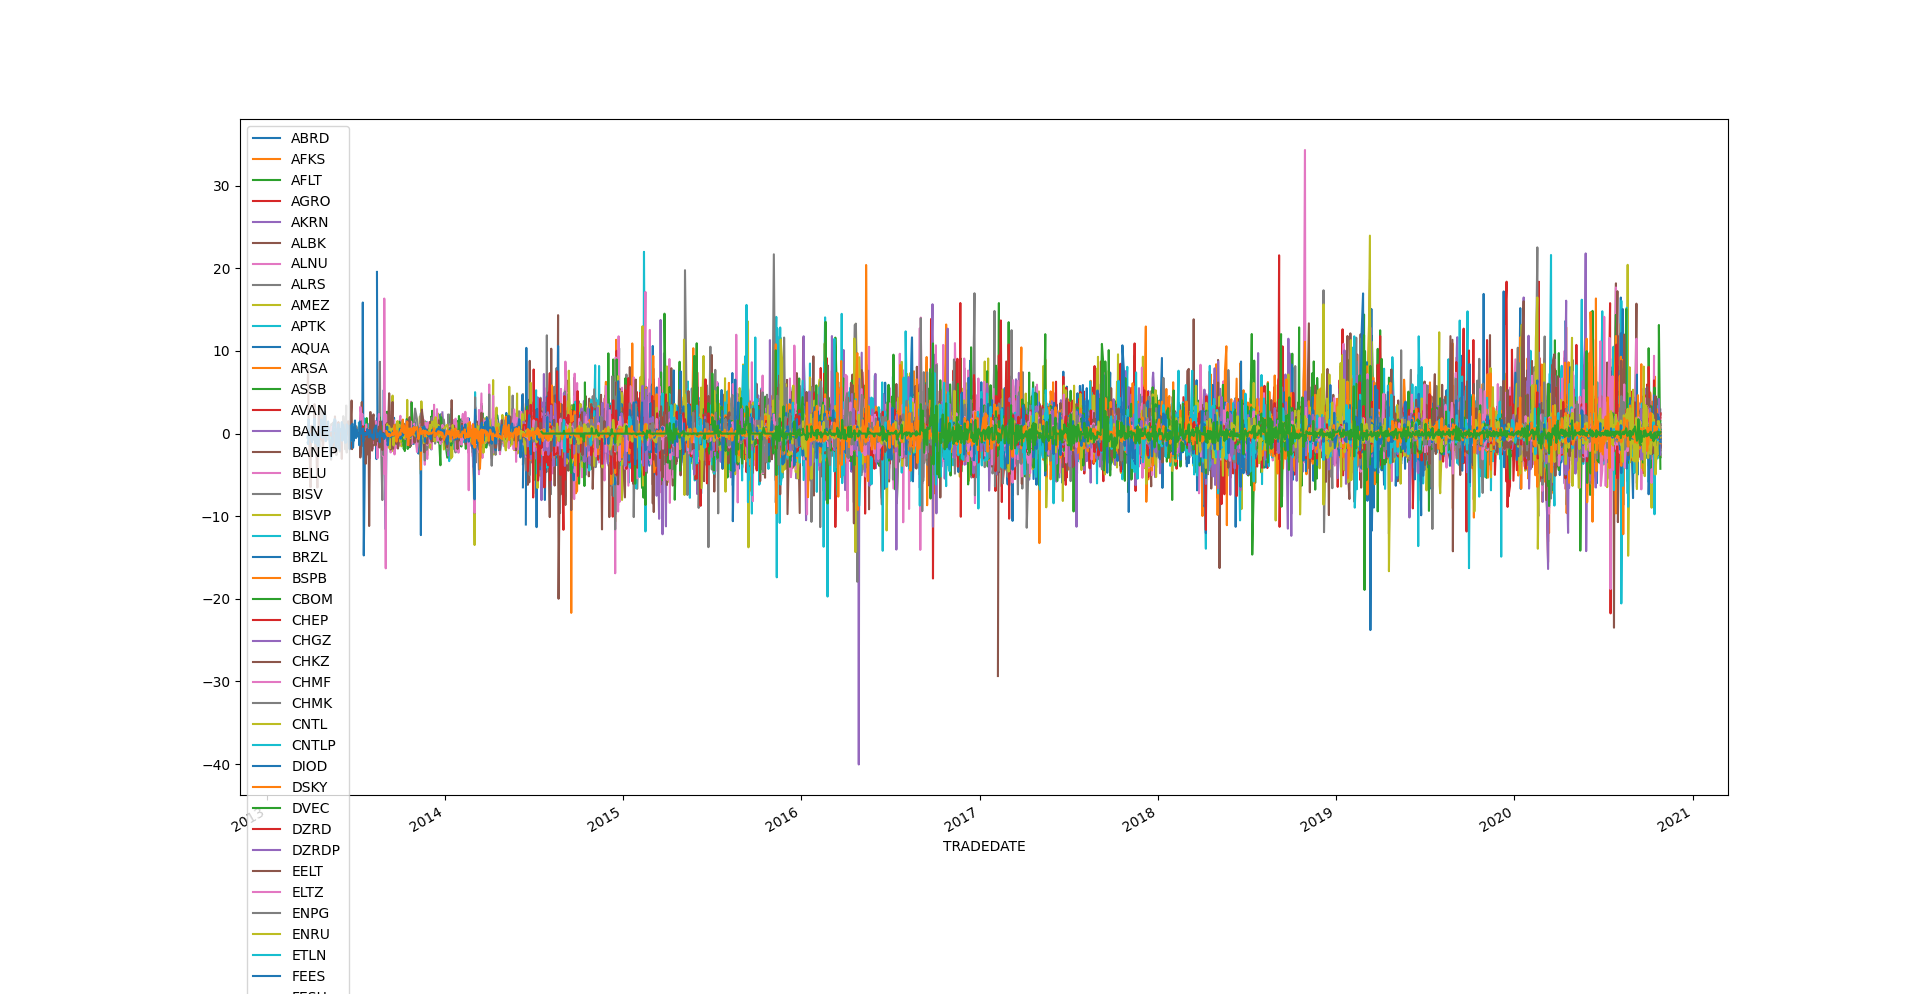 30
20
10
0
−10
−20
−30
−40
ABRD
AFKS
AFLT
AGRO
AKRN
ALBK
ALNU
ALRS
AMEZ
APTK
AQUA
ARSA
ASSB
AVAN
BANE
BANEP
BELU
BISV
BISVP
BLNG
BRZL
BSPB
CBOM
CHEP
CHGZ
CHKZ
CHMF
CHMK
CNTL
CNTLP
DIOD
DSKY
DVEC
DZRD
DZRDP
EELT
ELTZ
ENPG
ENRU
ETLN
FEES
2013 2014 2015 2016 2017 2018 2019 2020 2021
TRADEDATE